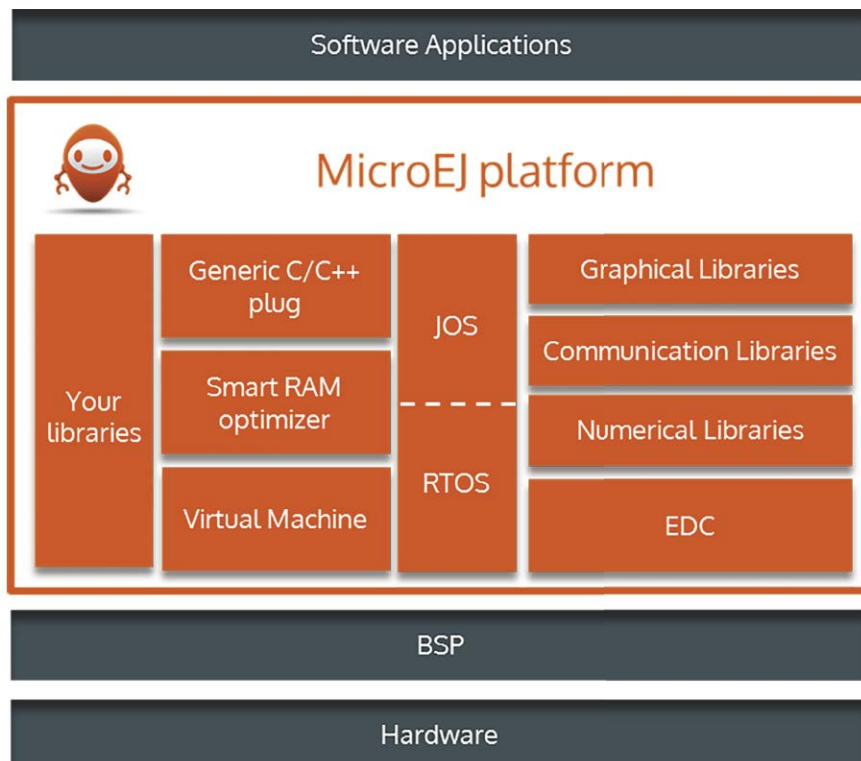 Software Applications
MicroEJ platform
Your
libraries
Generic C/C++
plug
Smart RAM
optimizer
Virtual Machine
JOS
RTOS
Graphical Libraries
Communication Libraries
Numerical Libraries
EDC
BSP
Hardware